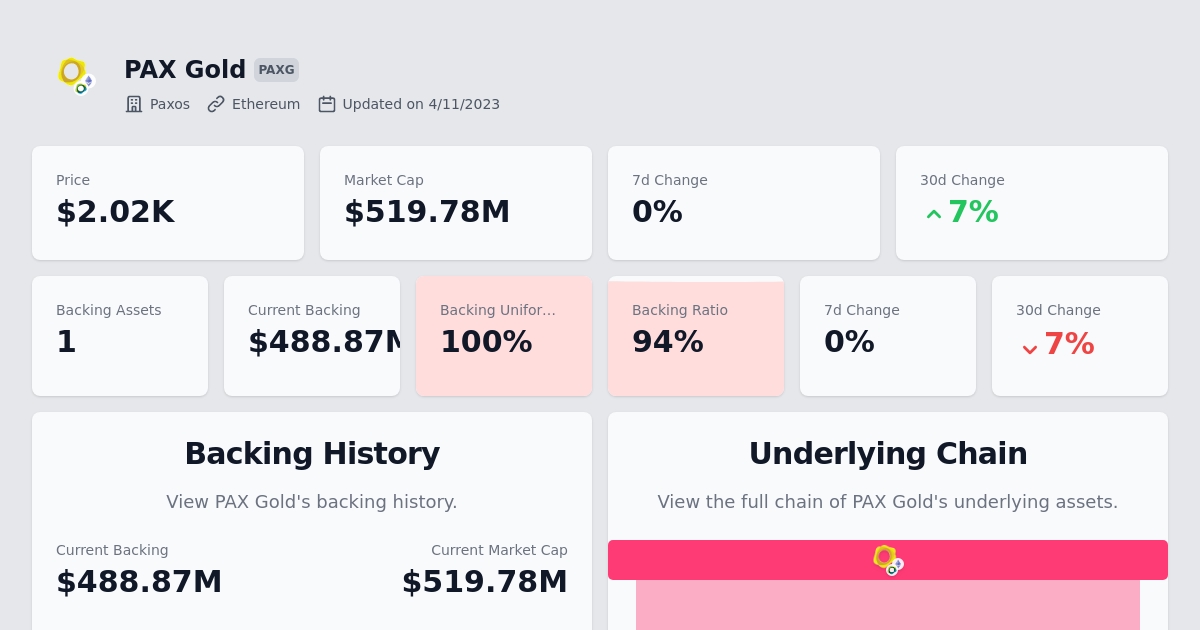 PAX Gold PAXG
Paxos Ethereum Updated on 4/11/2023
Price Market Cap 7d Change 30d Change
$2.02K $519.78M 0% 7%
Backing Assets Current Backing Backing Unifor… Backing Ratio 7d Change 30d Change
1 $488.87M 100% 94% 0% 7%
Backing History
View PAX Gold's backing history.
Current Backing Current Market Cap
$488.87M $519.78M
Underlying Chain
View the full chain of PAX Gold's underlying assets.